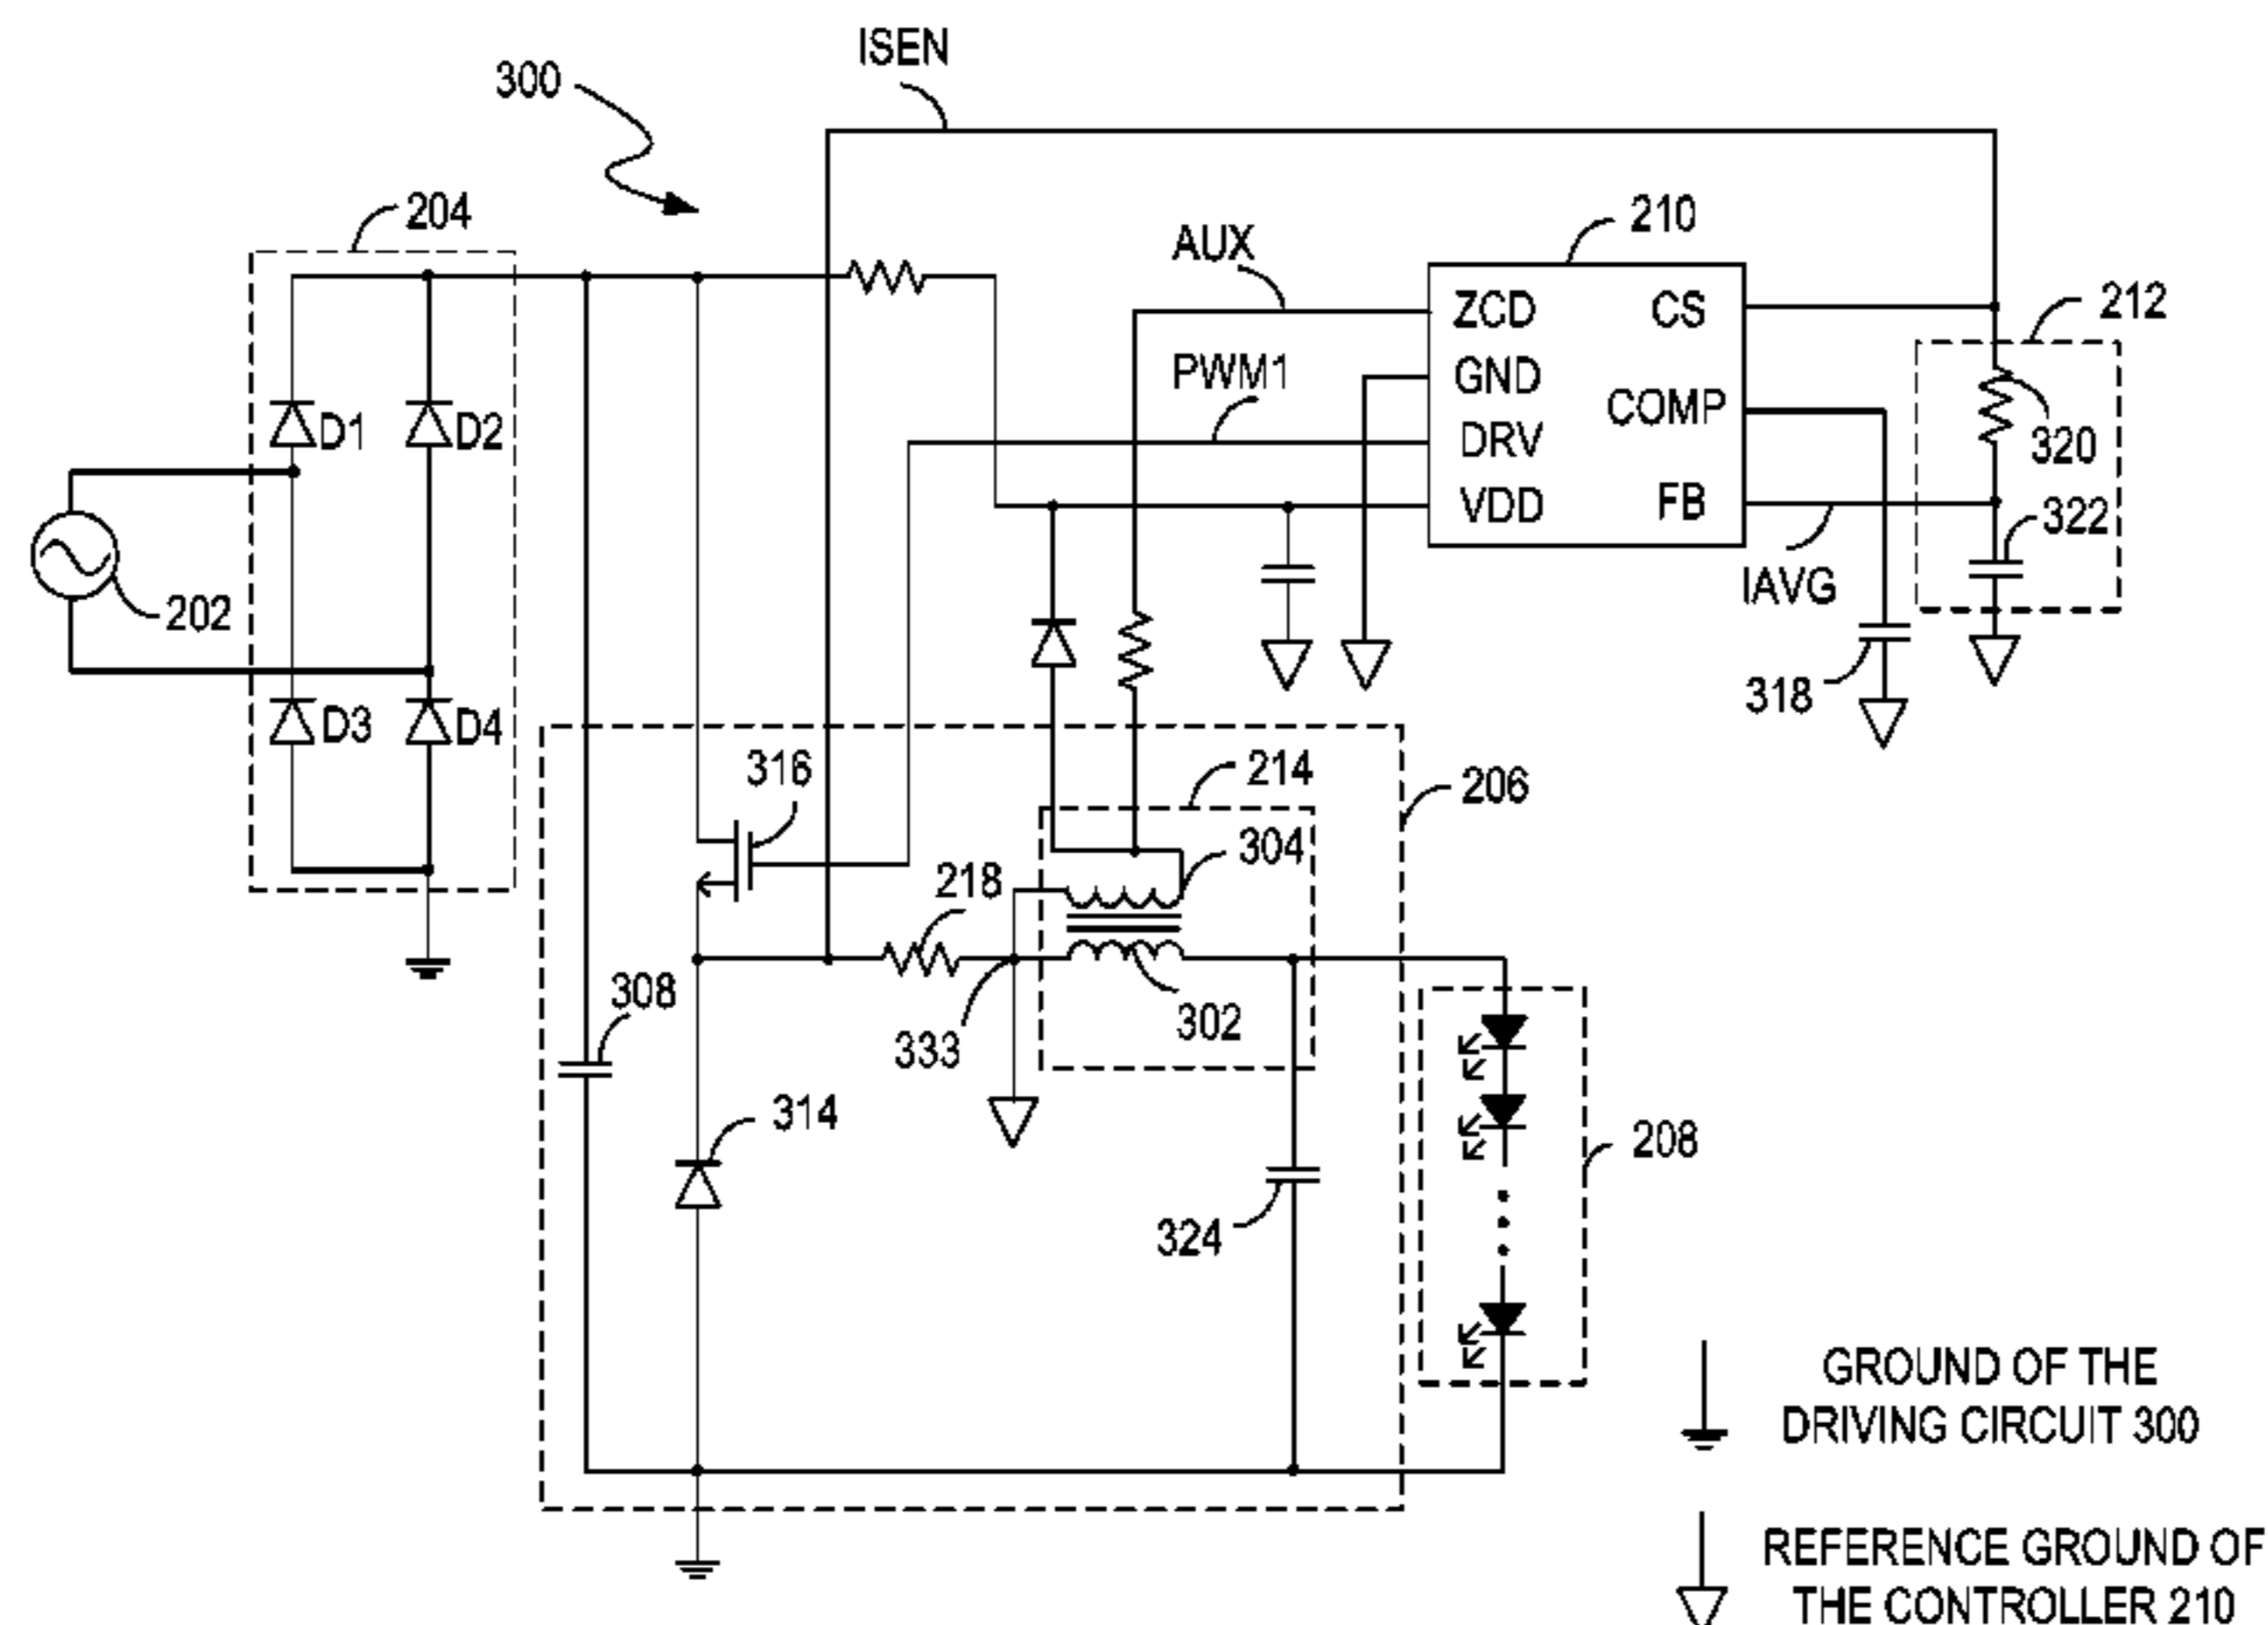 ISEN
300
204
AUX
210
ZCD
CS
212
GND
PWM1
COMP
DRV
D1
D2
320
VDD
FB
322
202
IAVG
D3
D4
318
316
214
206
304
218
308
302
333
314
208
324
GROUND OF THE
DRIVING CIRCUIT 300
REFERENCE GROUND OF
THE CONTROLLER 210